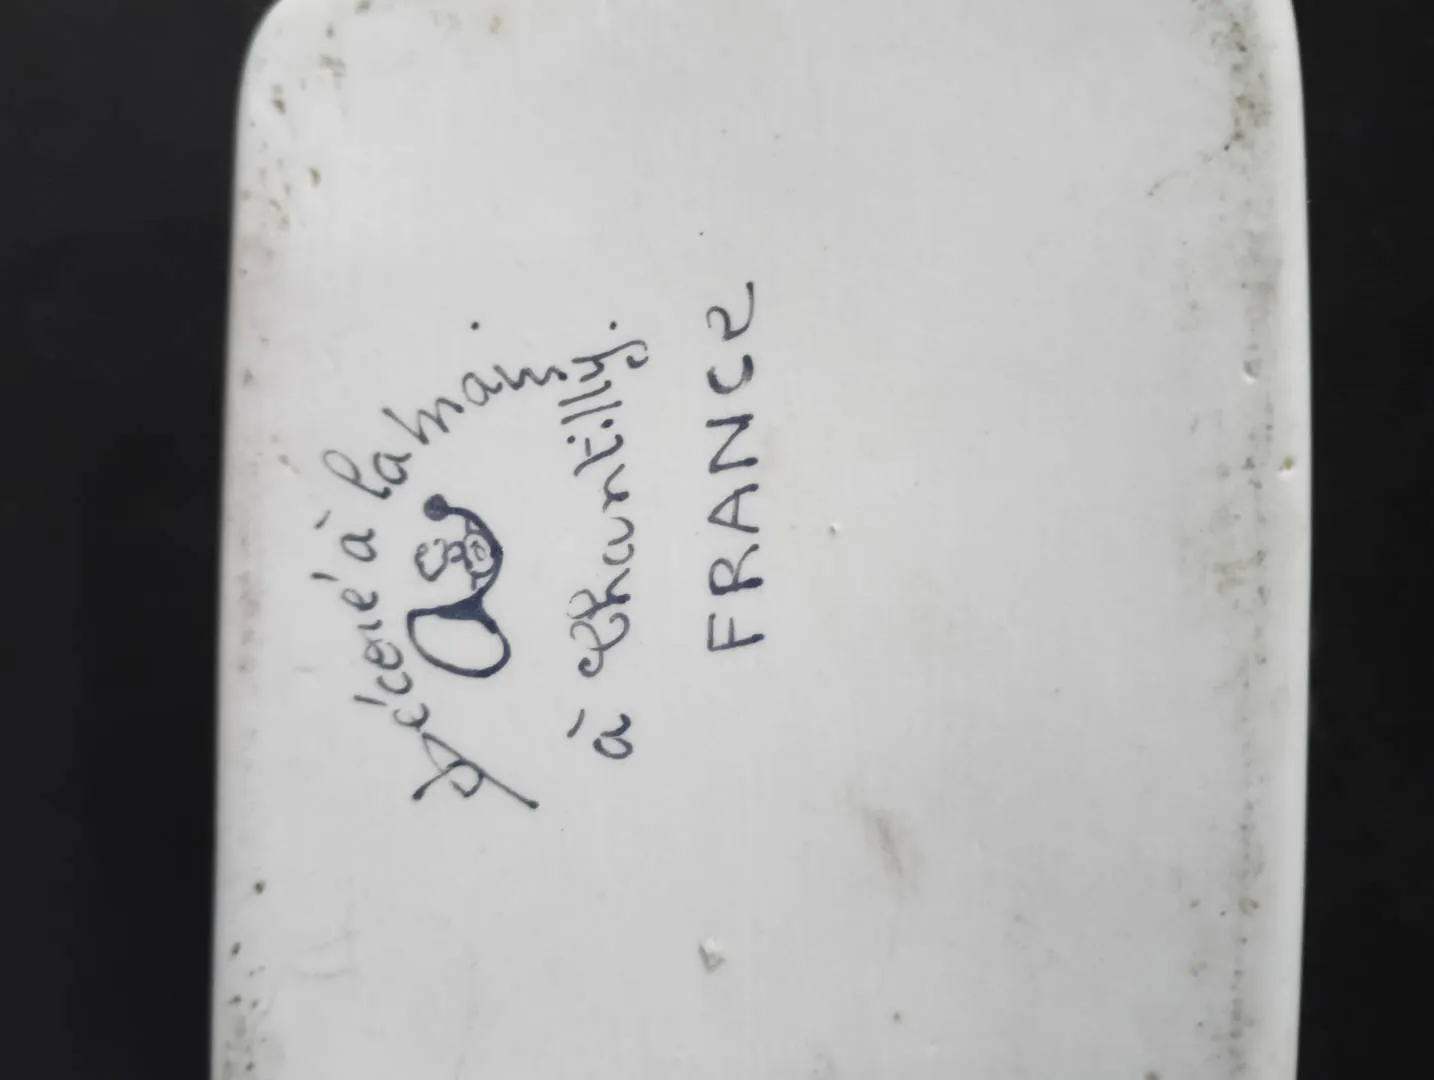 Décoré à la main.
à Chantilly.
FRANCE